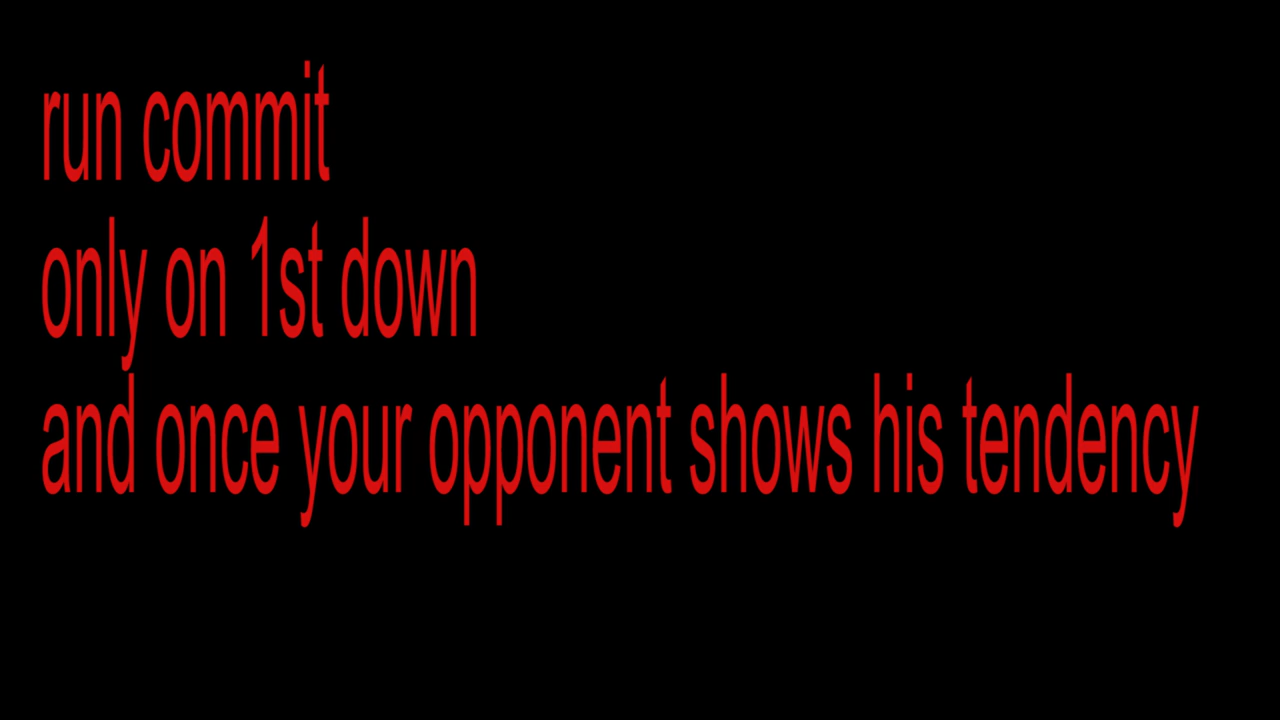 run commit
only on 1st down
and once your opponent shows his tendency